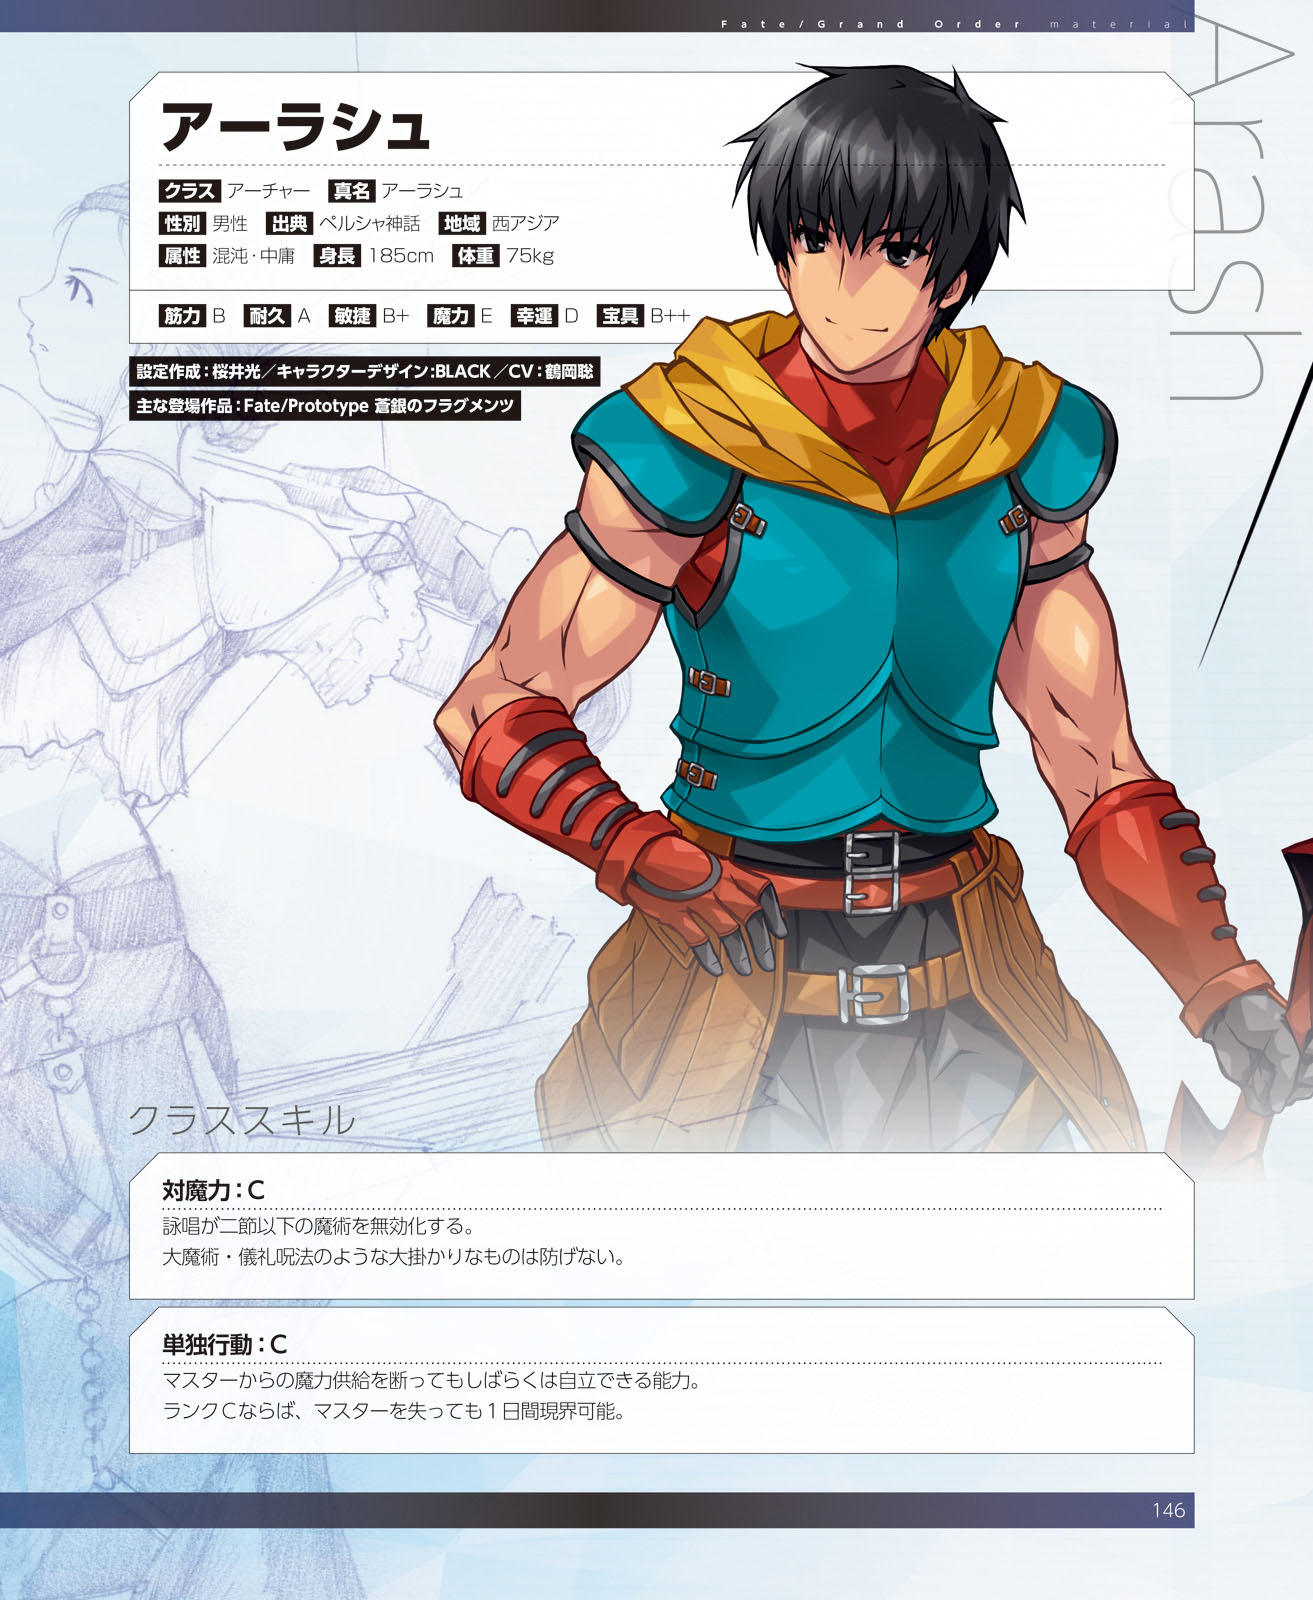 Fate/Grand Order material
Arash
アーラシュ
クラス アーチャー 真名 アーラシュ
性別 男性 出典 ペルシャ神話 地域 西アジア
属性 混沌・中庸 身長 185cm 体重 75kg
筋力 B 耐久 A 敏捷 B+ 魔力 E 幸運 D 宝具 B++
設定作成:桜井光／キャラクターデザイン:BLACK／CV:鶴岡聡
主な登場作品:Fate/Prototype 蒼銀のフラグメンツ
クラススキル
対魔力:C
詠唱が二節以下の魔術を無効化する。
大魔術・儀礼呪法のような大掛かりなものは防げない。
単独行動:C
マスターからの魔力供給を断ってもしばらくは自立できる能力。
ランクCならば、マスターを失っても1日間現界可能。
146